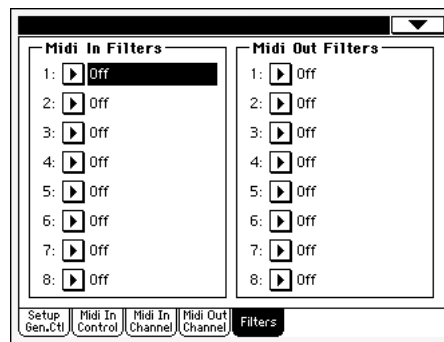 Midi In Filters
1: Off
2: Off
3: Off
4: Off
5: Off
6: Off
7: Off
8: Off
Midi Out Filters
1: Off
2: Off
3: Off
4: Off
5: Off
6: Off
7: Off
8: Off
Setup Gen.Ctl
Midi In Control
Midi In Channel
Midi Out Channel
Filters